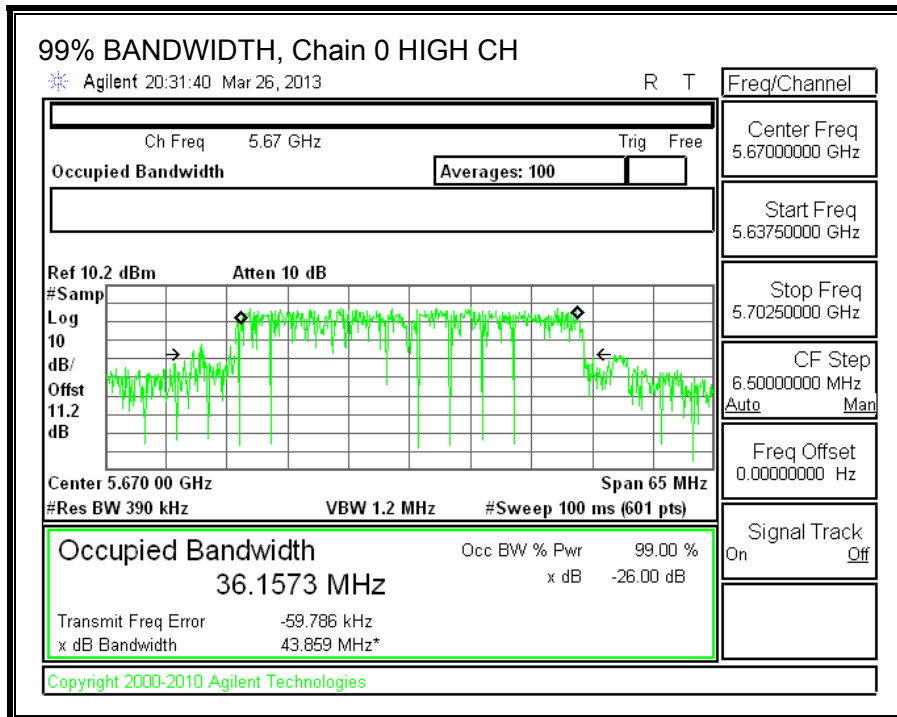 99% BANDWIDTH, Chain 0 HIGH CH
Agilent 20:31:40 Mar 26, 2013 R T
Freq/Channel
Ch Freq 5.67 GHz Trig Free
Occupied Bandwidth Averages: 100
Center Freq
5.67000000 GHz
Start Freq
5.63750000 GHz
Stop Freq
5.70250000 GHz
CF Step
6.50000000 MHz
Auto Man
Freq Offset
0.00000000 Hz
Signal Track
On Off
Ref 10.2 dBm Atten 10 dB
#Samp
Log
10
dB/
Offst
11.2
dB
Center 5.670 00 GHz Span 65 MHz
#Res BW 390 kHz VBW 1.2 MHz #Sweep 100 ms (601 pts)
Occupied Bandwidth Occ BW % Pwr 99.00 %
36.1573 MHz x dB -26.00 dB
Transmit Freq Error -59.786 kHz
x dB Bandwidth 43.859 MHz*
Copyright 2000-2010 Agilent Technologies